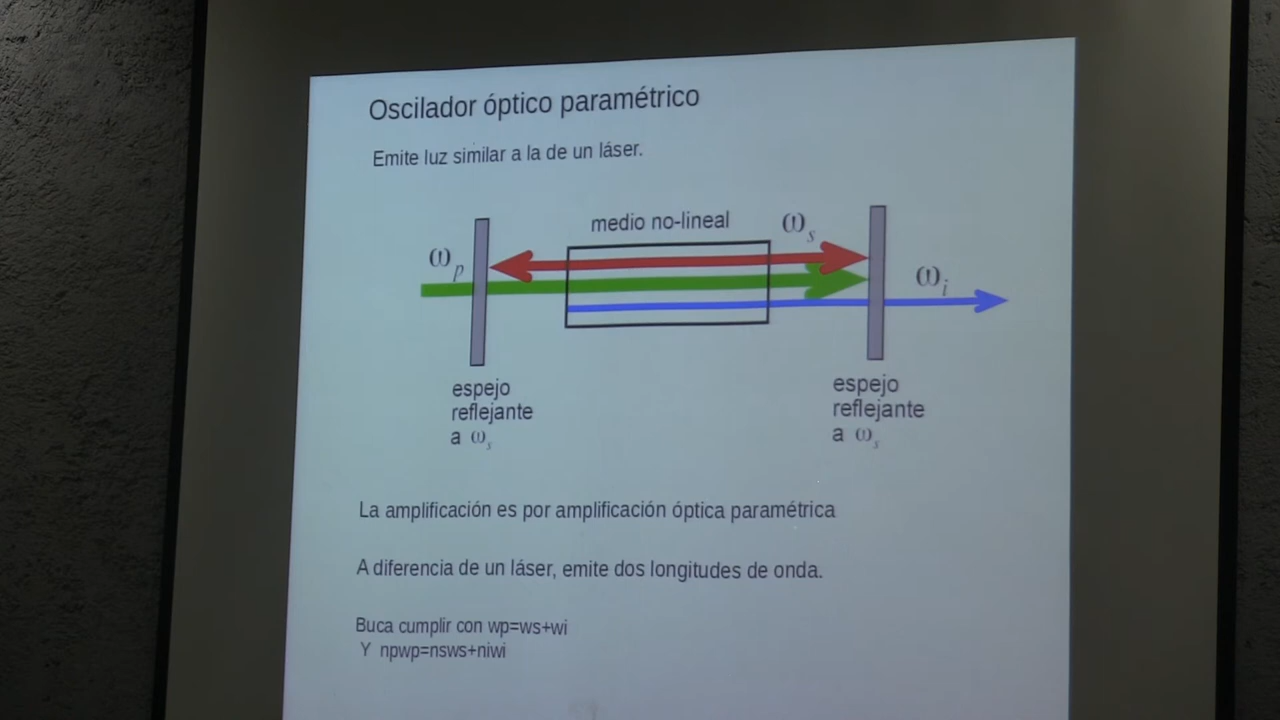 Oscilador óptico paramétrico
Emite luz similar a la de un láser.
medio no-lineal
ωs
ωp
ωi
espejo
reflejante
a ωs
espejo
reflejante
a ωs
La amplificación es por amplificación óptica paramétrica
A diferencia de un láser, emite dos longitudes de onda.
Buca cumplir con wp=ws+wi
Y npwp=nsws+niwi